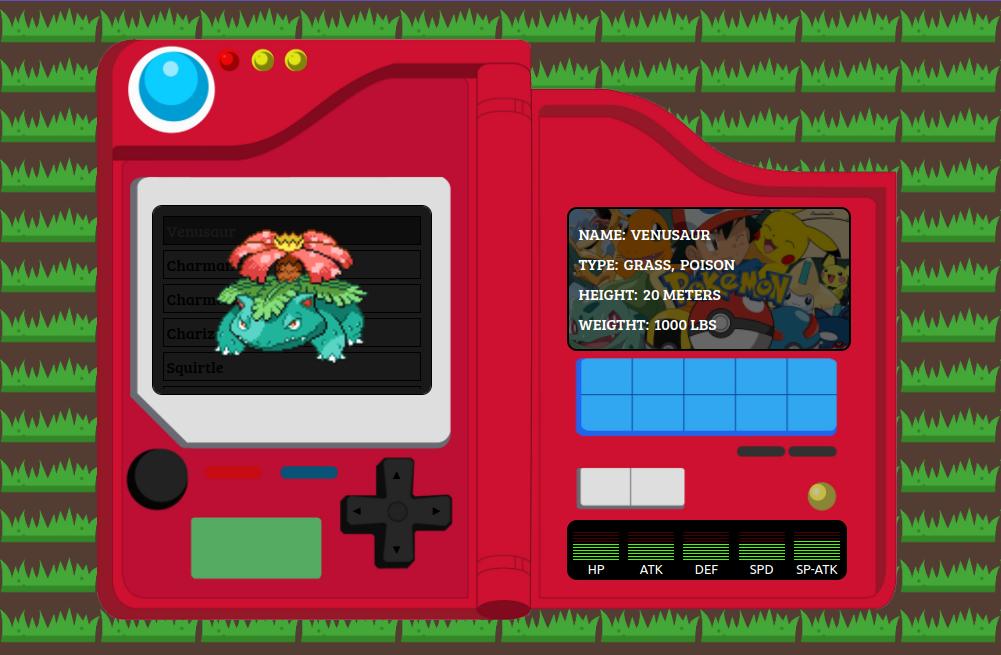 Venusaur
Squirtle
NAME: VENUSAUR
TYPE: GRASS, POISON
HEIGHT: 20 METERS
WEIGTHT: 1000 LBS
Pokémon
HP ATK DEF SPD SP-ATK